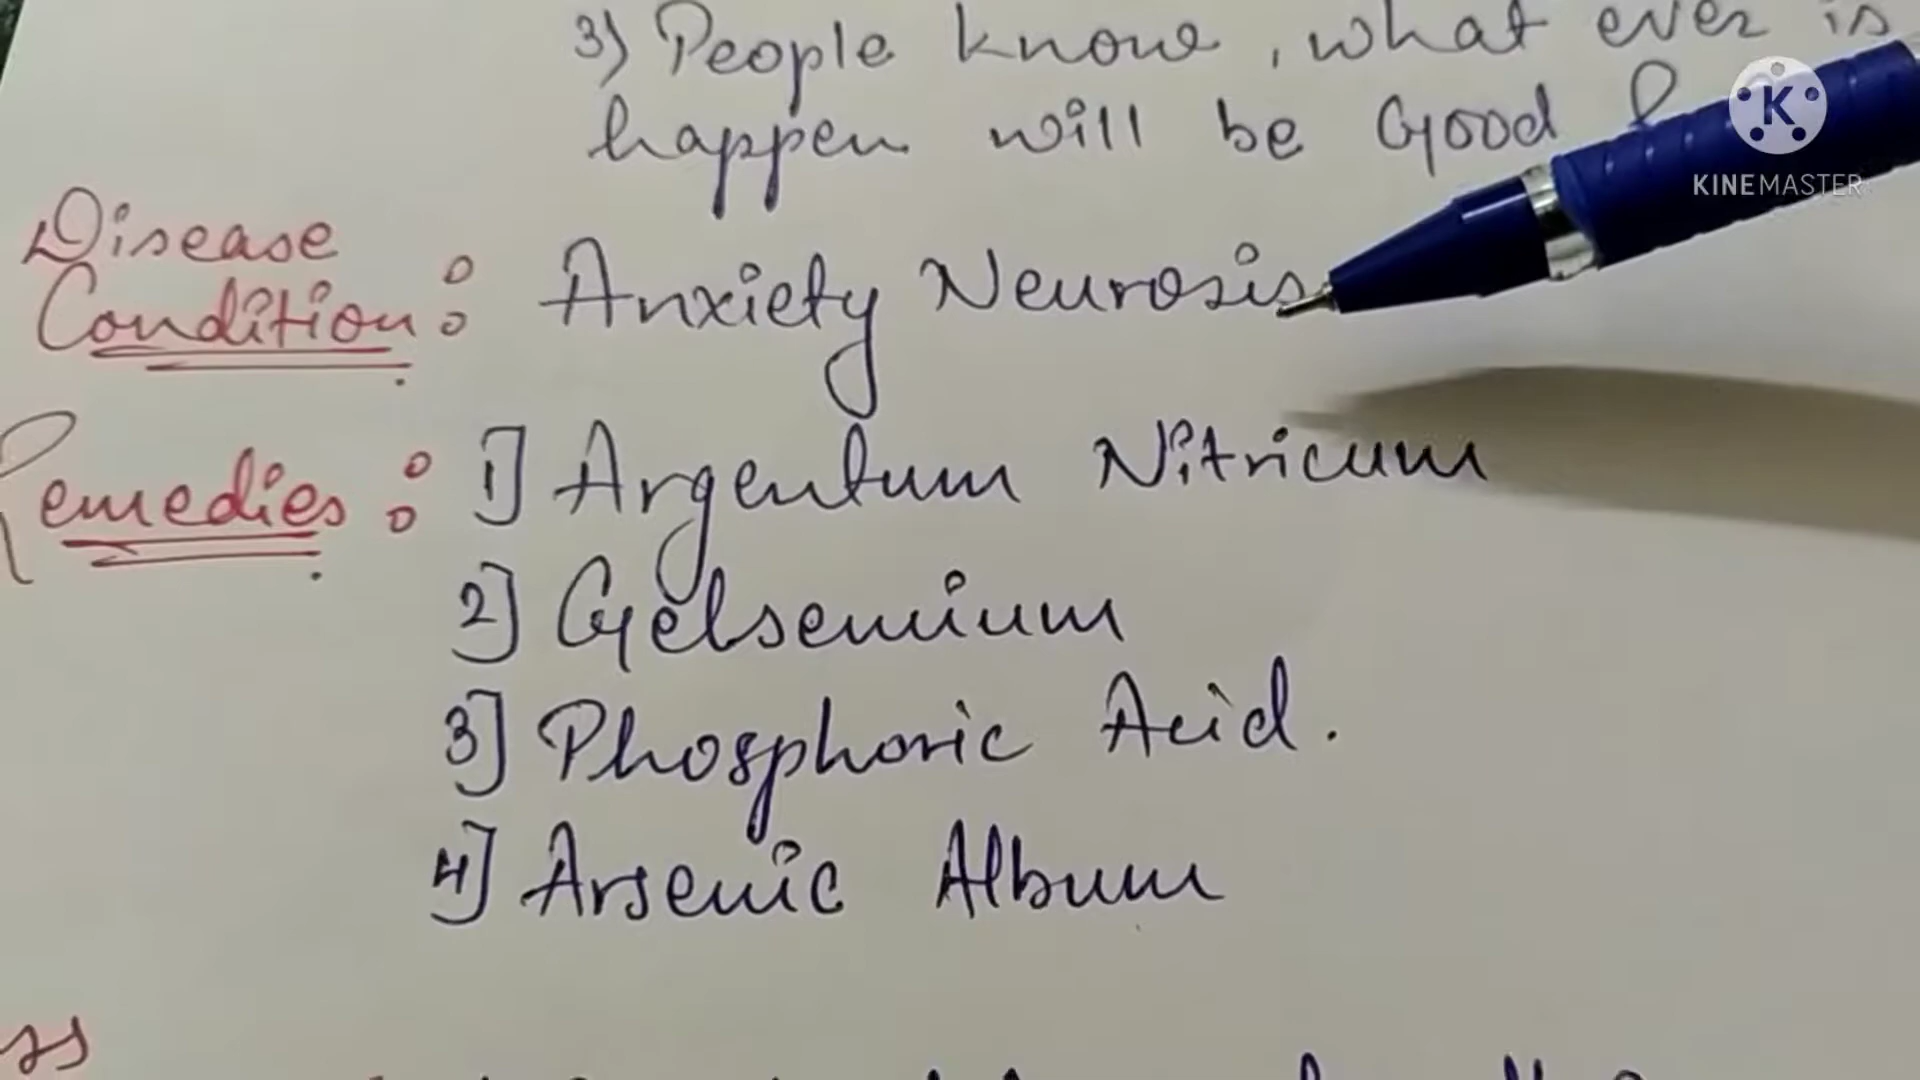 3) People know, what ever is
happen will be Good
KINEMASTER
Disease
Condition: Anxiety Neurosis
Remedies: 1] Argentum Nitricum
2] Gelsemium
3] Phosphoric Acid.
4] Arsenic Album